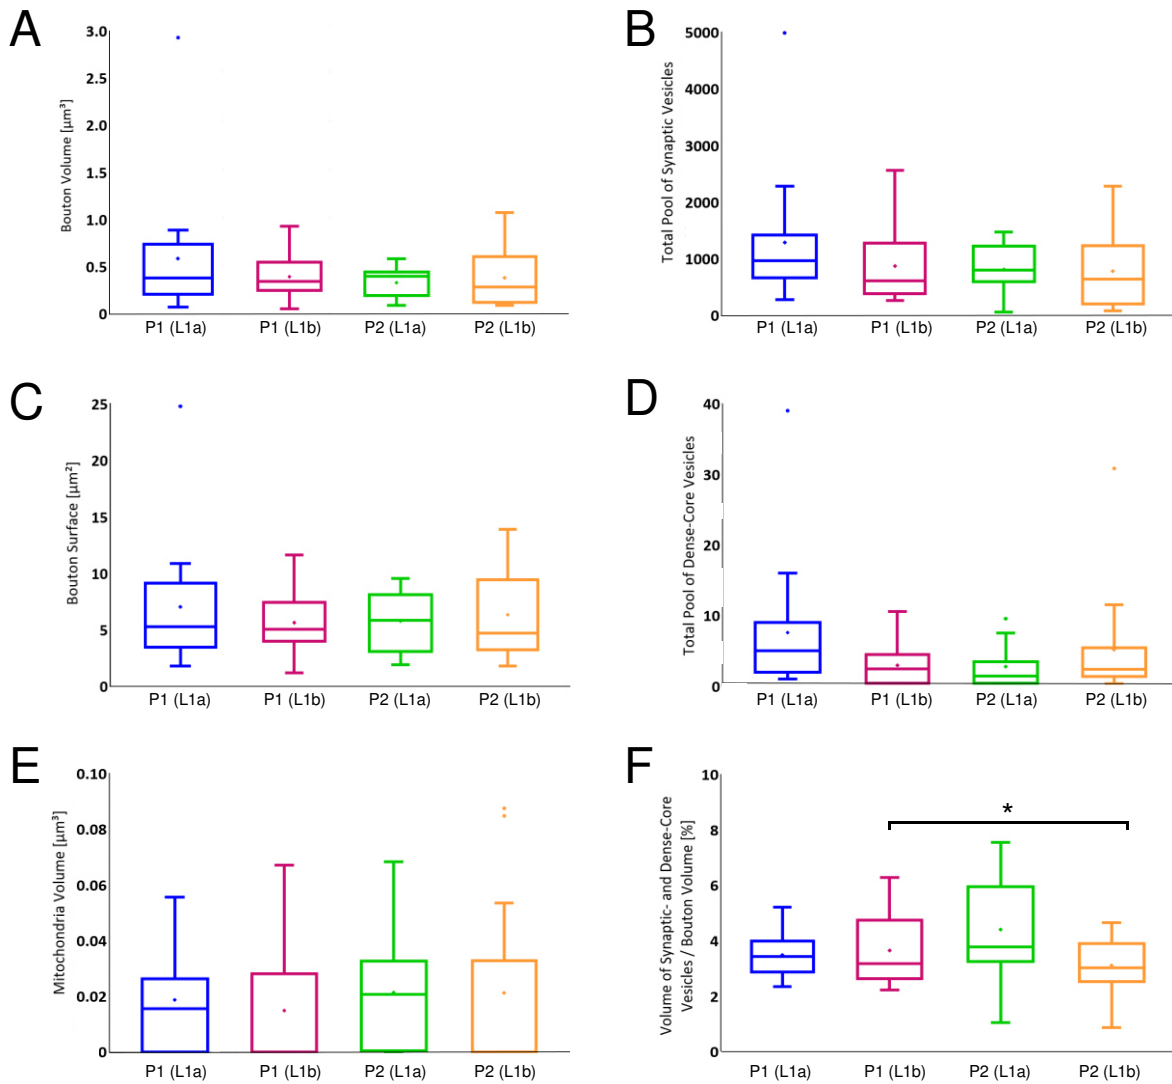 A
Bouton Volume [µm³]
3.0
2.5
2.0
1.5
1.0
0.5
0
P1 (L1a) P1 (L1b) P2 (L1a) P2 (L1b)
B
Total Pool of Synaptic Vesicles
5000
4000
3000
2000
1000
0
P1 (L1a) P1 (L1b) P2 (L1a) P2 (L1b)
C
Bouton Surface [µm²]
25
20
15
10
5
0
P1 (L1a) P1 (L1b) P2 (L1a) P2 (L1b)
D
Total Pool of Dense-Core Vesicles
40
30
20
10
0
P1 (L1a) P1 (L1b) P2 (L1a) P2 (L1b)
E
Mitochondria Volume [µm³]
0.10
0.08
0.06
0.04
0.02
0
P1 (L1a) P1 (L1b) P2 (L1a) P2 (L1b)
F
Volume of Synaptic- and Dense-Core
Vesicles / Bouton Volume [%]
10
8
6
4
2
0
*
P1 (L1a) P1 (L1b) P2 (L1a) P2 (L1b)